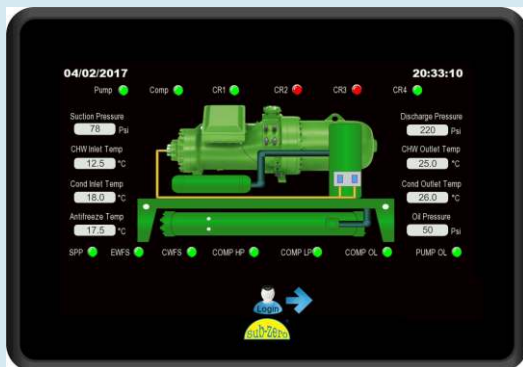 04/02/2017 20:33:10
Pump Comp CR1 CR2 CR3 CR4
Suction Pressure Discharge Pressure
78 Psi 220 Psi
CHW Inlet Temp CHW Outlet Temp
12.5 °C 25.0 °C
Cond Inlet Temp Cond Outlet Temp
18.0 °C 26.0 °C
Antifreeze Temp Oil Pressure
17.5 °C 50 Psi
SPP EWFS CWFS COMP HP COMP LP COMP OL PUMP OL
Login
Sub-Zero